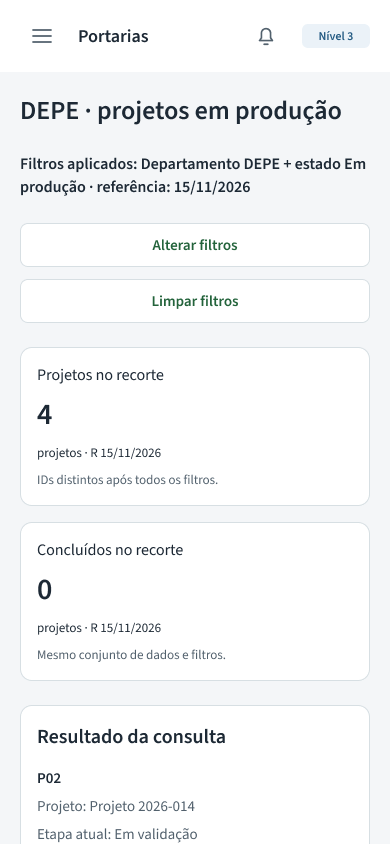 Portarias
Nível 3
DEPE · projetos em produção
Filtros aplicados: Departamento DEPE + estado Em
produção · referência: 15/11/2026
Alterar filtros
Limpar filtros
Projetos no recorte
4
projetos · R 15/11/2026
IDs distintos após todos os filtros.
Concluídos no recorte
0
projetos · R 15/11/2026
Mesmo conjunto de dados e filtros.
Resultado da consulta
P02
Projeto: Projeto 2026-014
Etapa atual: Em validação